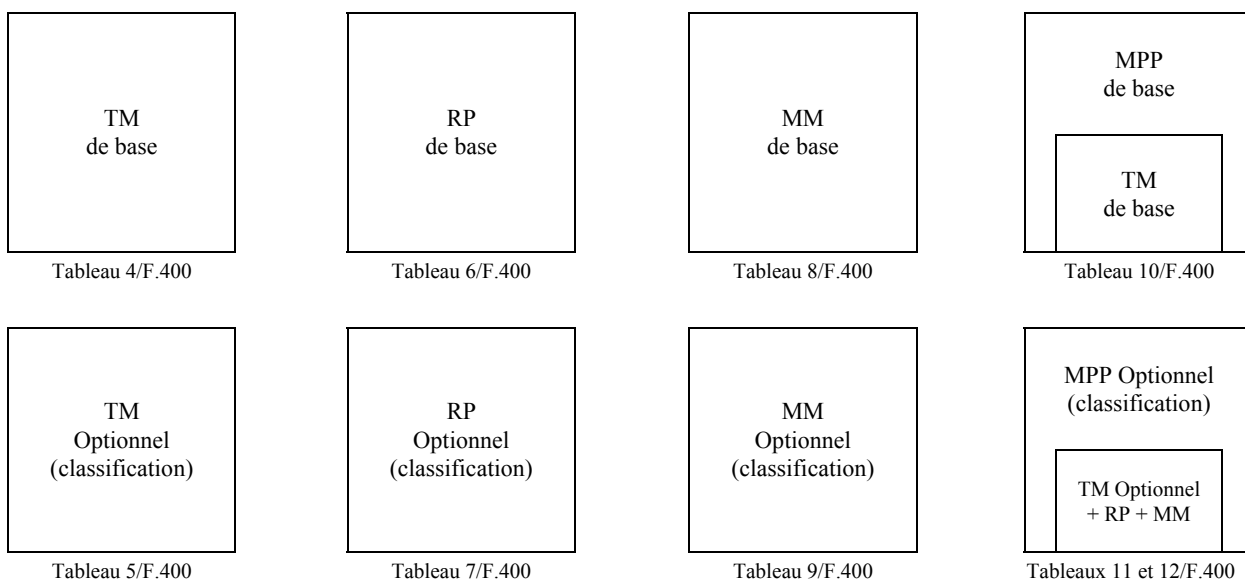 TM
de base
RP
de base
MM
de base
MPP
de base
TM
de base
Tableau 4/F.400
Tableau 6/F.400
Tableau 8/F.400
Tableau 10/F.400
TM
Optionnel
(classification)
RP
Optionnel
(classification)
MM
Optionnel
(classification)
MPP Optionnel
(classification)
TM Optionnel
+ RP + MM
Tableau 5/F.400
Tableau 7/F.400
Tableau 9/F.400
Tableaux 11 et 12/F.400